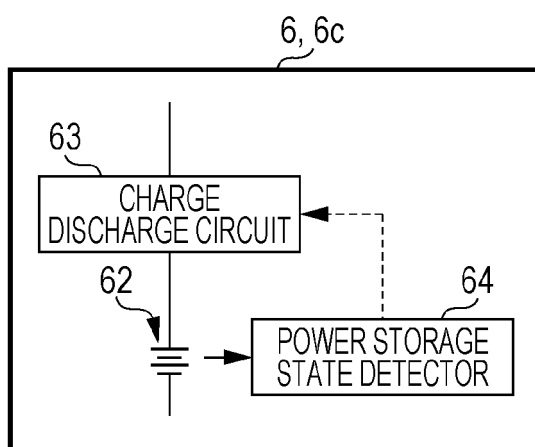 6, 6c
63
CHARGE
DISCHARGE CIRCUIT
62
64
POWER STORAGE
STATE DETECTOR